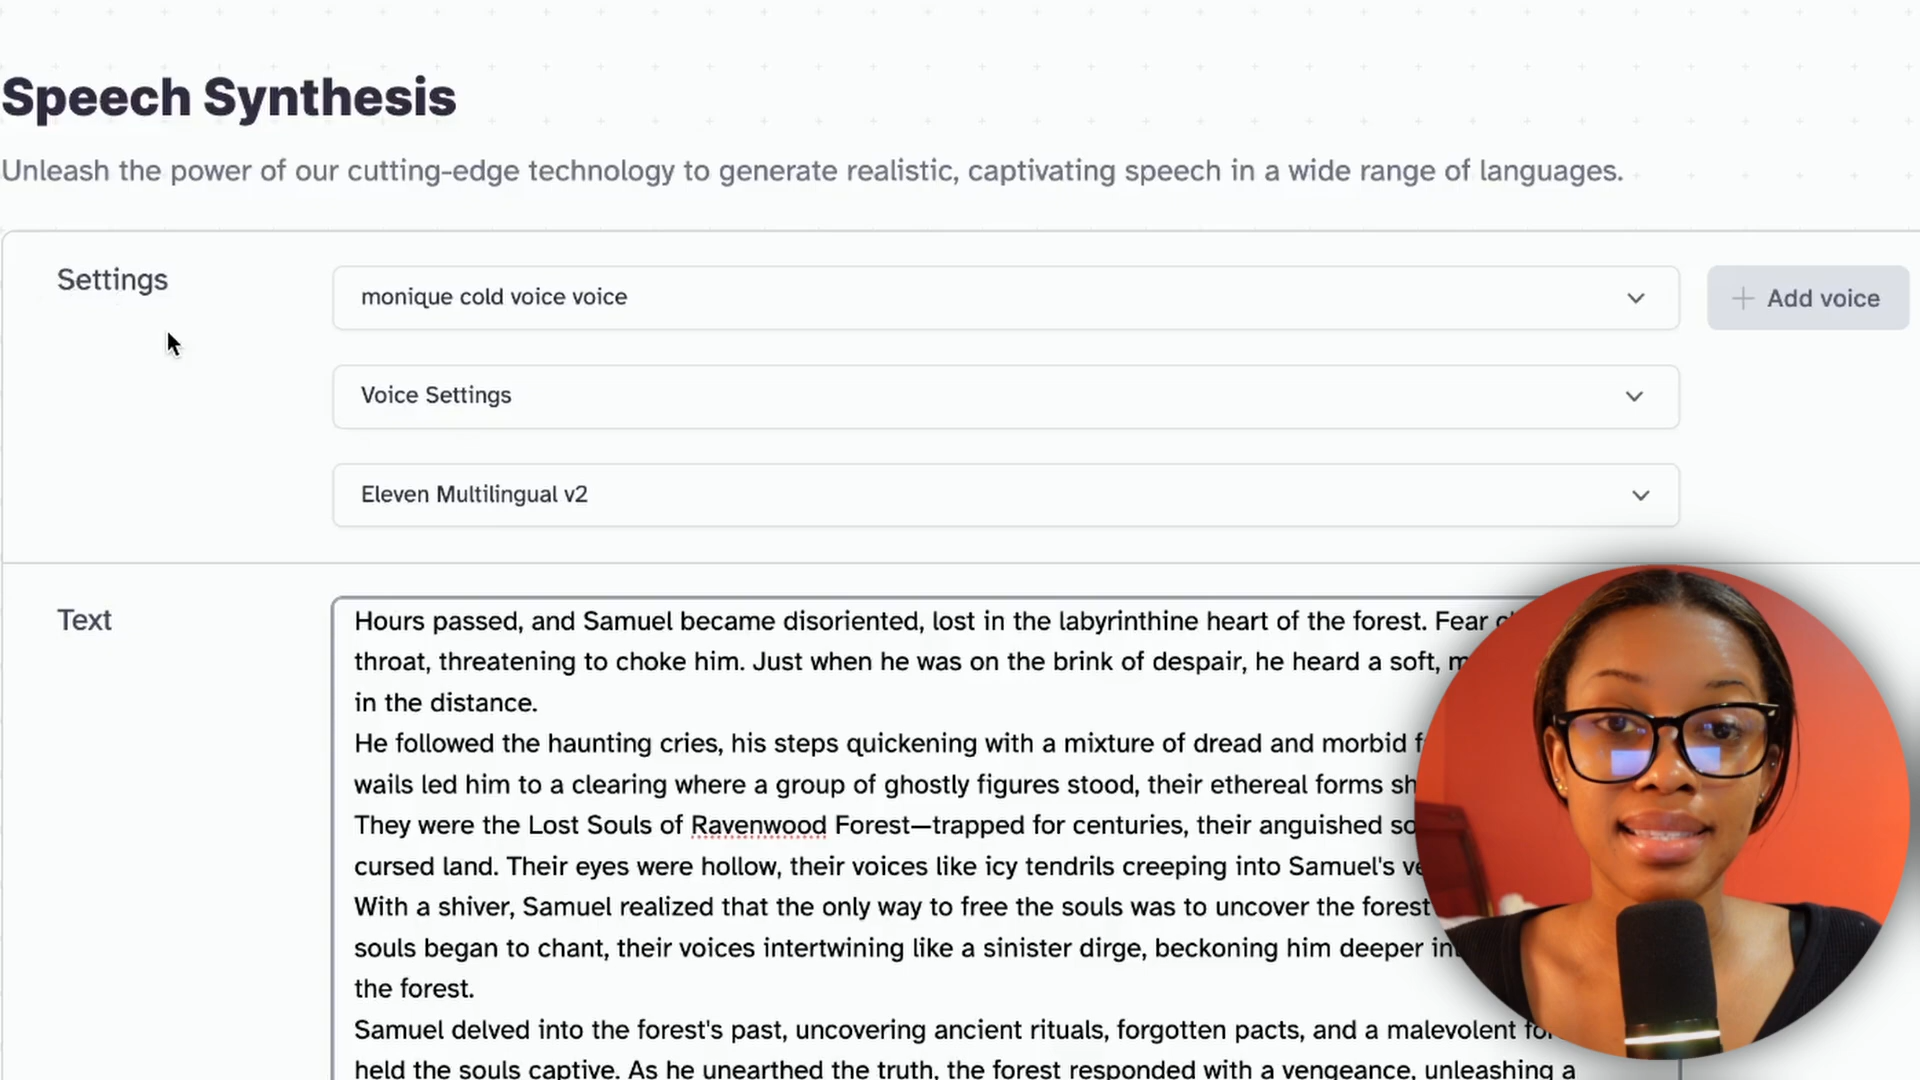 Speech Synthesis
Unleash the power of our cutting-edge technology to generate realistic, captivating speech in a wide range of languages.
Settings
monique cold voice voice
Add voice
Voice Settings
Eleven Multilingual v2
Text
Hours passed, and Samuel became disoriented, lost in the labyrinthine heart of the forest. Fear
throat, threatening to choke him. Just when he was on the brink of despair, he heard a soft,
in the distance.
He followed the haunting cries, his steps quickening with a mixture of dread and morbid
wails led him to a clearing where a group of ghostly figures stood, their ethereal forms
They were the Lost Souls of Ravenwood Forest—trapped for centuries, their anguished
cursed land. Their eyes were hollow, their voices like icy tendrils creeping into Samuel's
With a shiver, Samuel realized that the only way to free the souls was to uncover the forest
souls began to chant, their voices intertwining like a sinister dirge, beckoning him deeper
the forest.
Samuel delved into the forest's past, uncovering ancient rituals, forgotten pacts, and a malevolent
held the souls captive. As he unearthed the truth, the forest responded with a vengeance, unleashing a